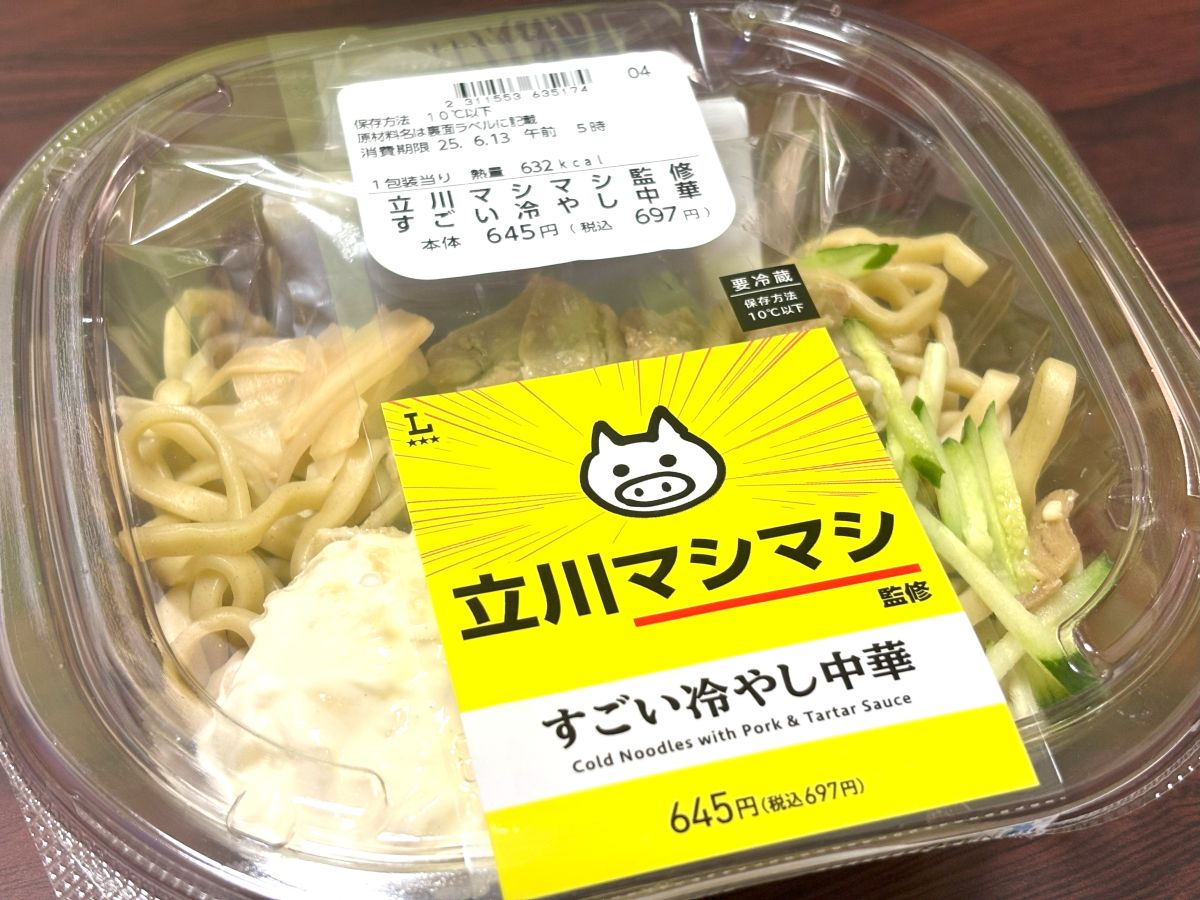 04
2 311553 635174
保存方法 10℃以下
原材料名は裏面ラベルに記載
消費期限 25. 6.13 午前 5時
1包装当り 熱量 632kcal
立川マシマシ監修
すごい冷やし中華
本体 645円(税込 697円)
要冷蔵
保存方法
10℃以下
L
立川マシマシ
監修
すごい冷やし中華
Cold Noodles with Pork & Tartar Sauce
645円(税込697円)